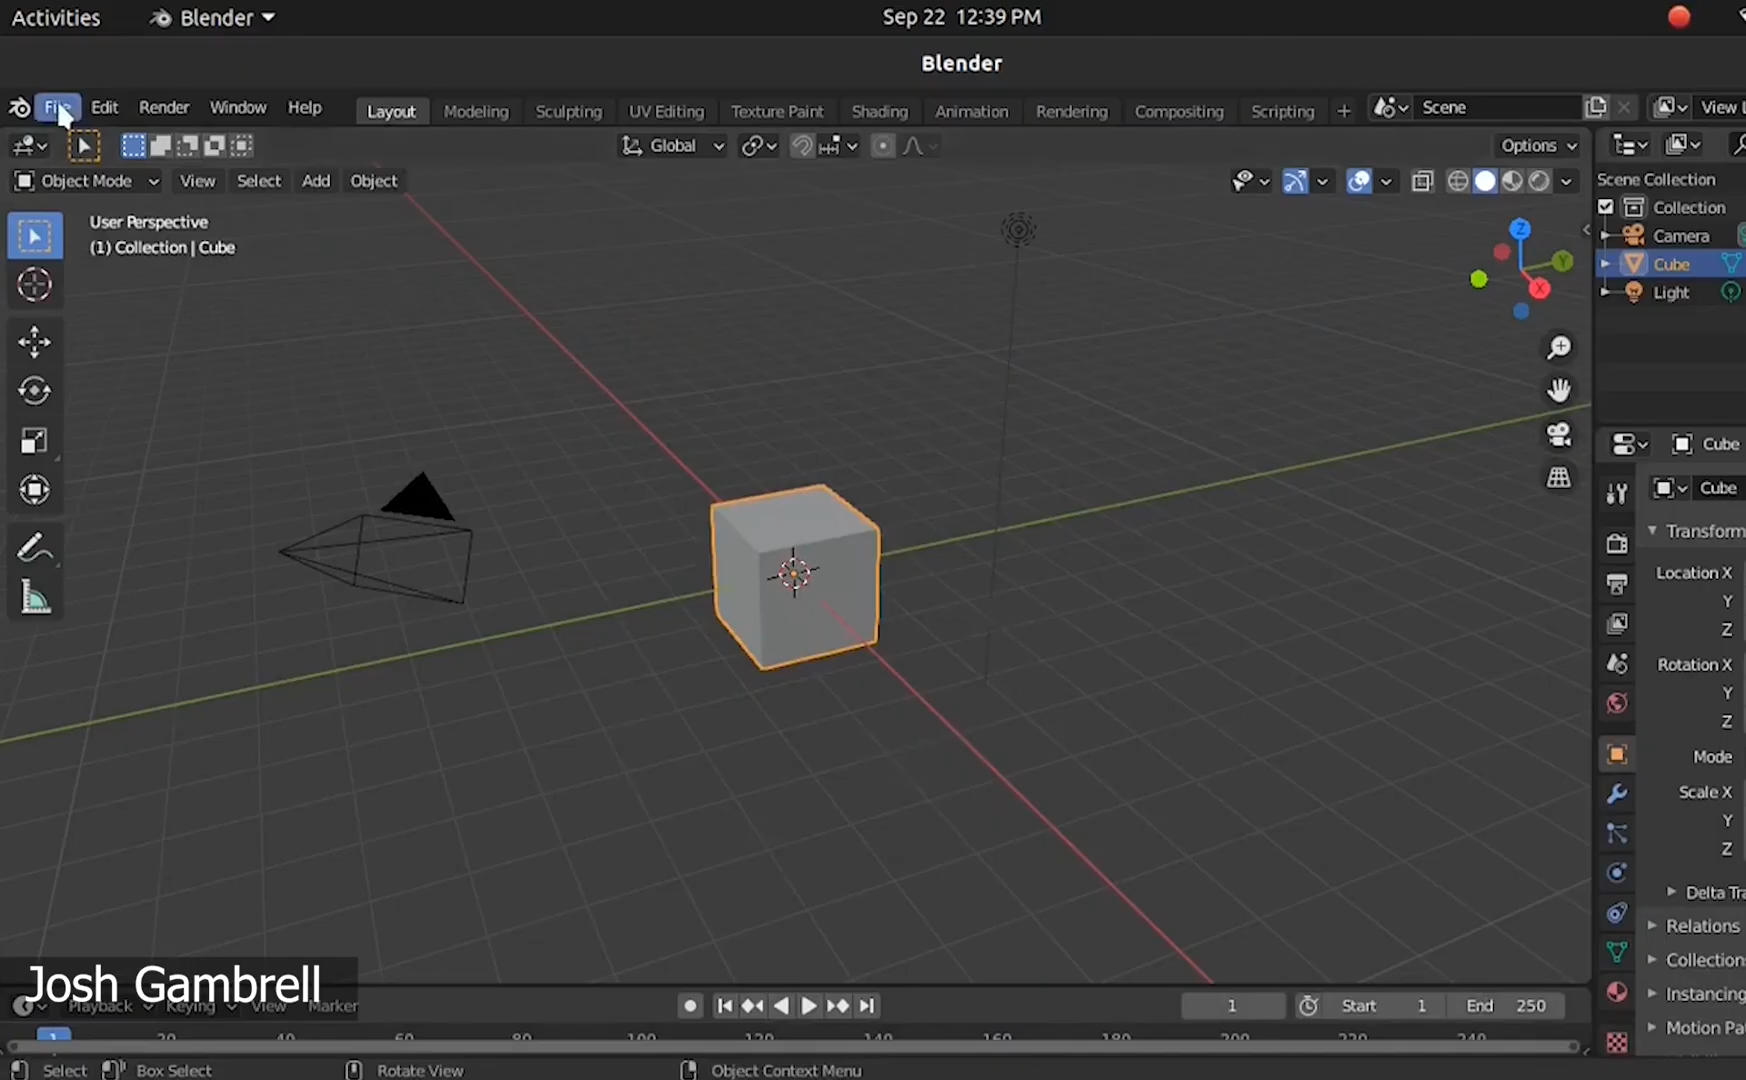 Activities Blender Sep 22 12:39 PM
Blender
File Edit Render Window Help Layout Modeling Sculpting UV Editing Texture Paint Shading Animation Rendering Compositing Scripting + Scene View L
Global Options
Object Mode View Select Add Object
Scene Collection
User Perspective
(1) Collection | Cube
Collection
Camera
Cube
Light
Z
Y
X
Cube
Cube
Transform
Location X
Y
Z
Rotation X
Y
Z
Mode
Scale X
Y
Z
Delta Tra
Relations
Collections
Instancing
Motion Pa
Josh Gambrell
Playback Keying View Marker 1 Start 1 End 250
1 20 40 60 80 100 120 140 160 180 200 220 240
Select Box Select Rotate View Object Context Menu